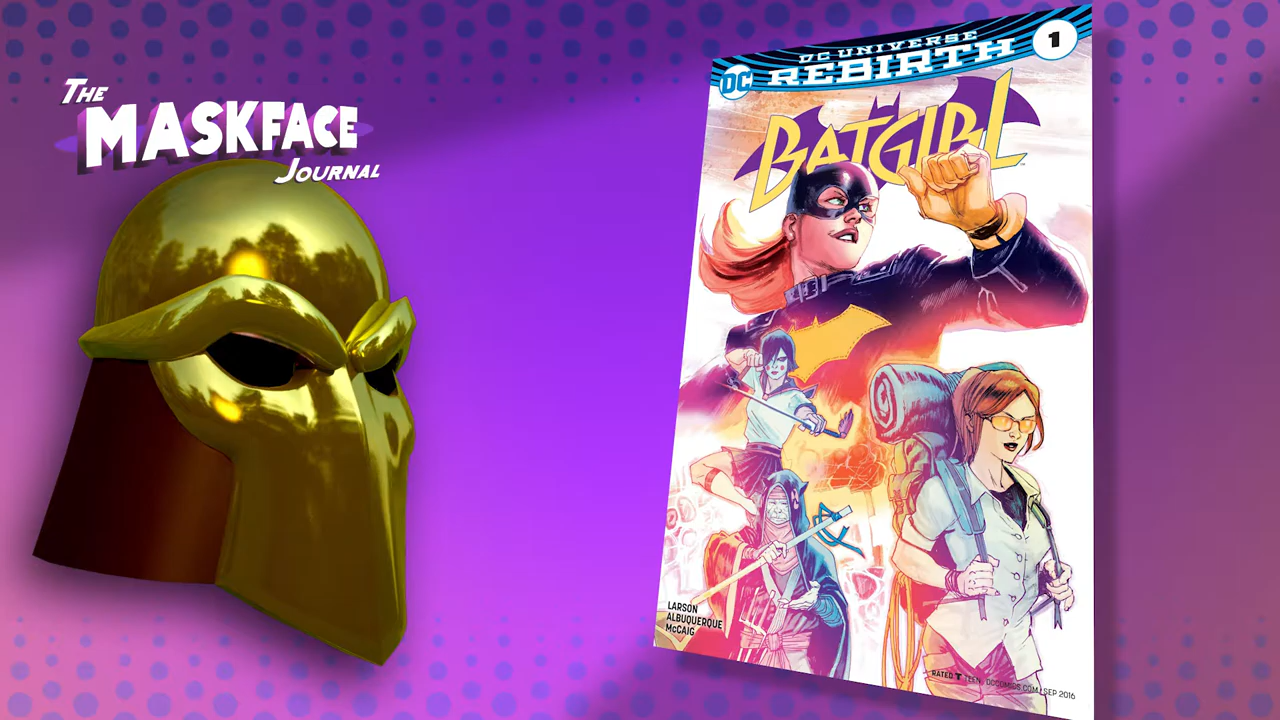 THE
MASKFACE
JOURNAL
DC UNIVERSE
REBIRTH
DC
1
BATGIRL
LARSON
ALBUQUERQUE
McCAIG
RATED T TEEN DCCOMICS.COM SEP 2016